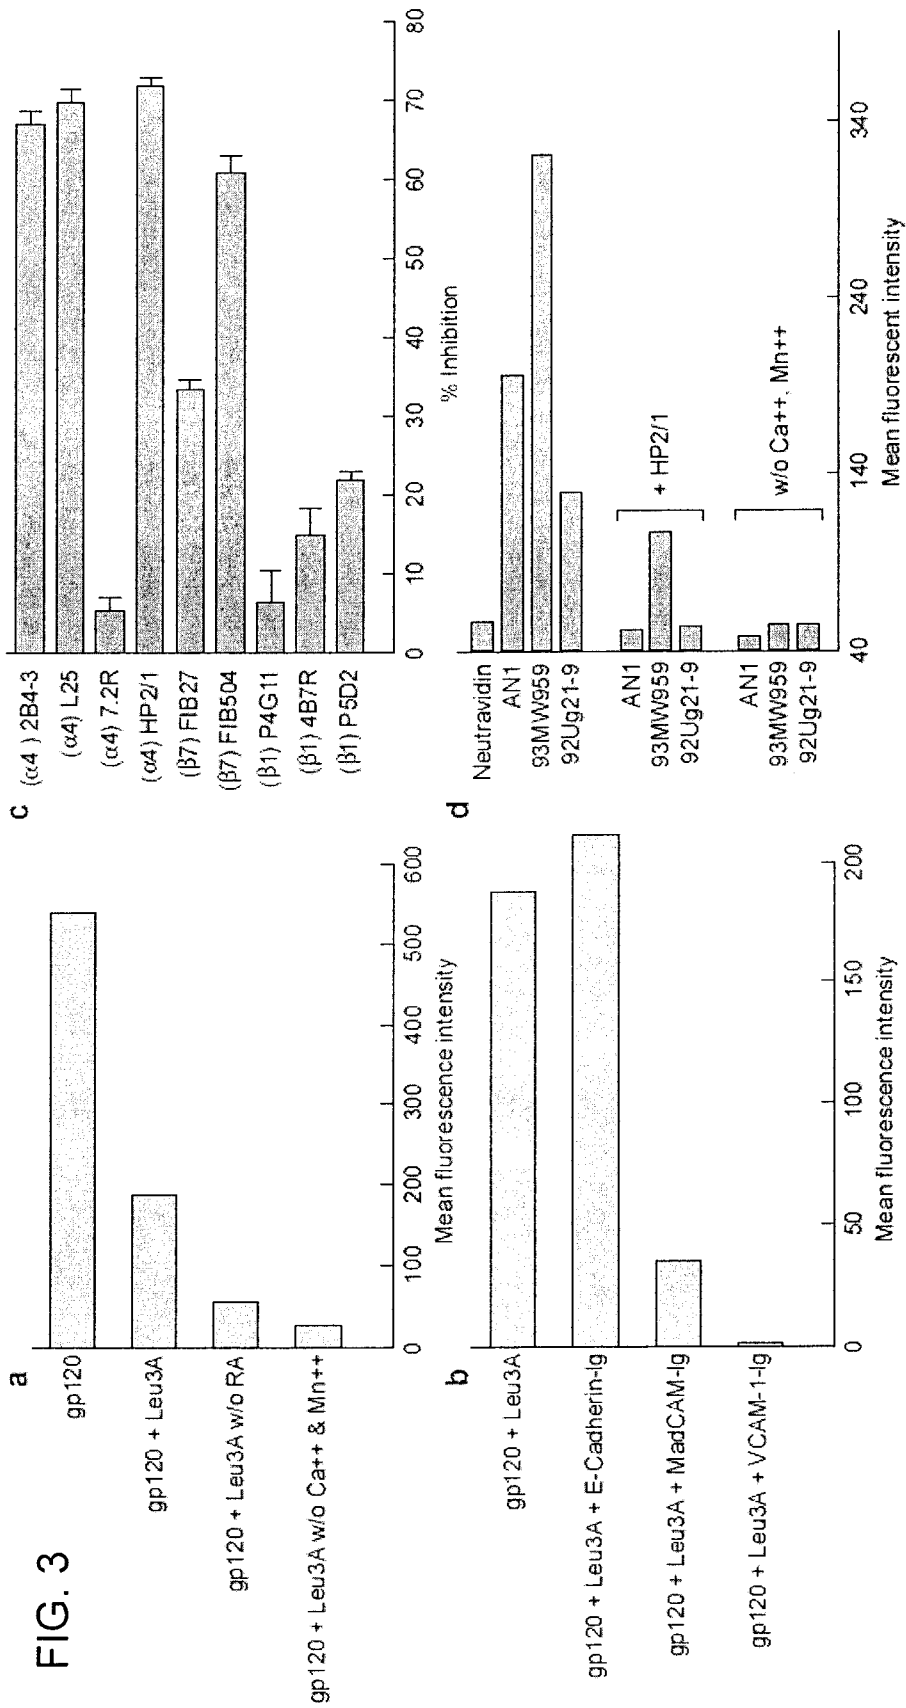 FIG. 3
a
gp120
gp120 + Leu3A
gp120 + Leu3A w/o RA
gp120 + Leu3A w/o Ca++ & Mn++
0 100 200 300 400 500 600
Mean fluorescence intensity
b
gp120 + Leu3A
gp120 + Leu3A + E-Cadherin-Ig
gp120 + Leu3A + MadCAM-Ig
gp120 + Leu3A + VCAM-1-Ig
0 50 100 150 200
Mean fluorescence intensity
c
(α4 ) 2B4-3
(α4) L25
(α4) 7.2R
(α4) HP2/1
(β7) FIB27
(β7) FIB504
(β1) P4G11
(β1) 4B7R
(β1) P5D2
0 10 20 30 40 50 60 70 80
% Inhibition
d
Neutravidin
AN1
93MW959
92Ug21-9
AN1
93MW959
92Ug21-9
+ HP2/1
AN1
93MW959
92Ug21-9
w/o Ca++, Mn++
40 140 240 340
Mean fluorescent intensity